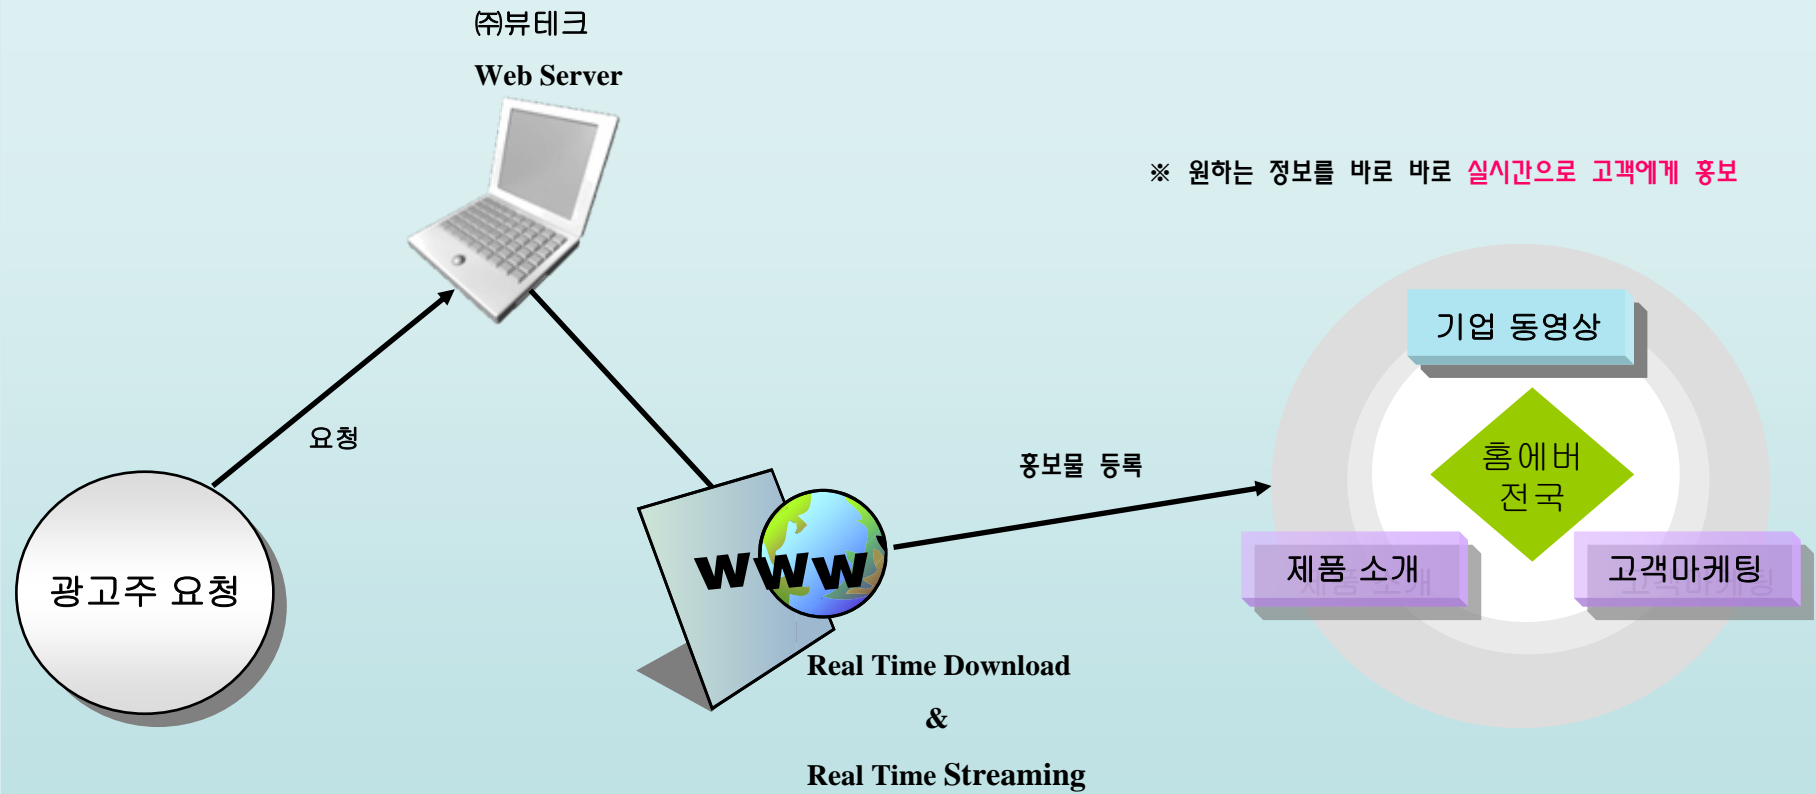 ㈜뷰테크
Web Server
※ 원하는 정보를 바로 바로 실시간으로 고객에게 홍보
기업 동영상
요청
홍보물 등록
홈에버
전국
광고주 요청
www
제품 소개
고객마케팅
Real Time Download
&
Real Time Streaming